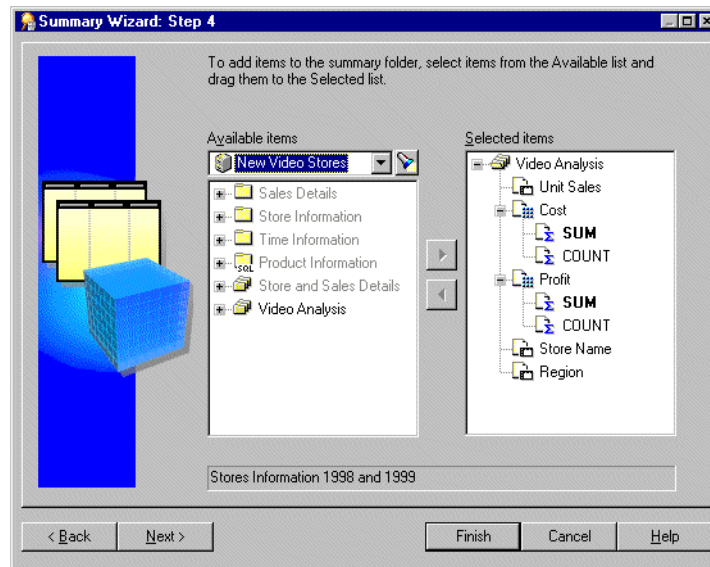 Summary Wizard: Step 4
To add items to the summary folder, select items from the Available list and
drag them to the Selected list.
Available items
New Video Stores
Sales Details
Store Information
Time Information
SQL Product Information
Store and Sales Details
Video Analysis
Selected items
Video Analysis
Unit Sales
Cost
Σ SUM
Σ COUNT
Profit
Σ SUM
Σ COUNT
Store Name
Region
Stores Information 1998 and 1999
< Back
Next >
Finish
Cancel
Help